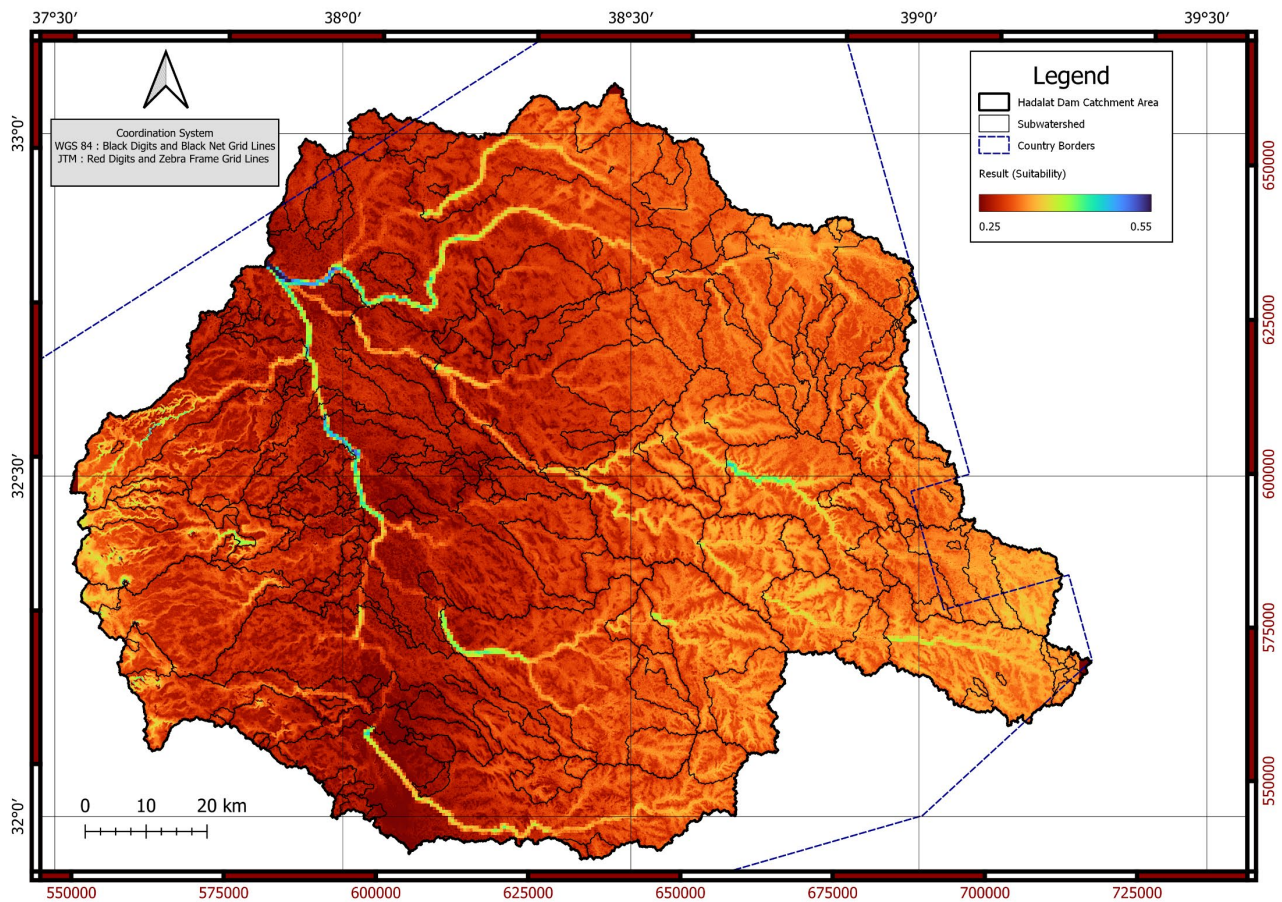 37°30′ 38°0′ 38°30′ 39°0′ 39°30′
Legend
Hadalat Dam Catchment Area
Subwatershed
Country Borders
Result (Suitability)
0.25 0.55
Coordination System
WGS 84 : Black Digits and Black Net Grid Lines
JTM : Red Digits and Zebra Frame Grid Lines
33°0′
32°30′
32°0′
650000
625000
600000
575000
550000
0 10 20 km
550000 575000 600000 625000 650000 675000 700000 725000